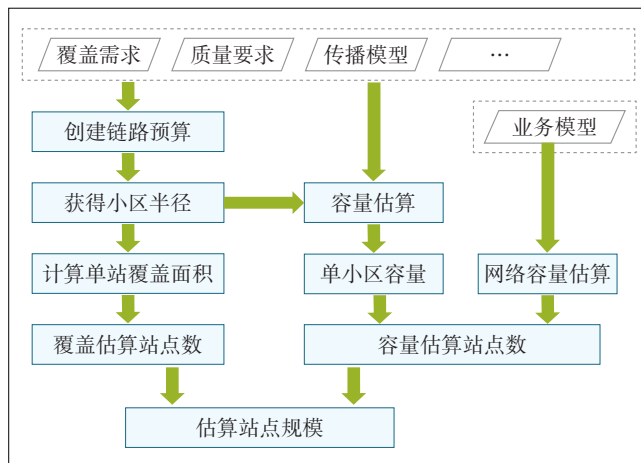 覆盖需求
质量要求
传播模型
…
业务模型
创建链路预算
获得小区半径
容量估算
计算单站覆盖面积
单小区容量
网络容量估算
覆盖估算站点数
容量估算站点数
估算站点规模